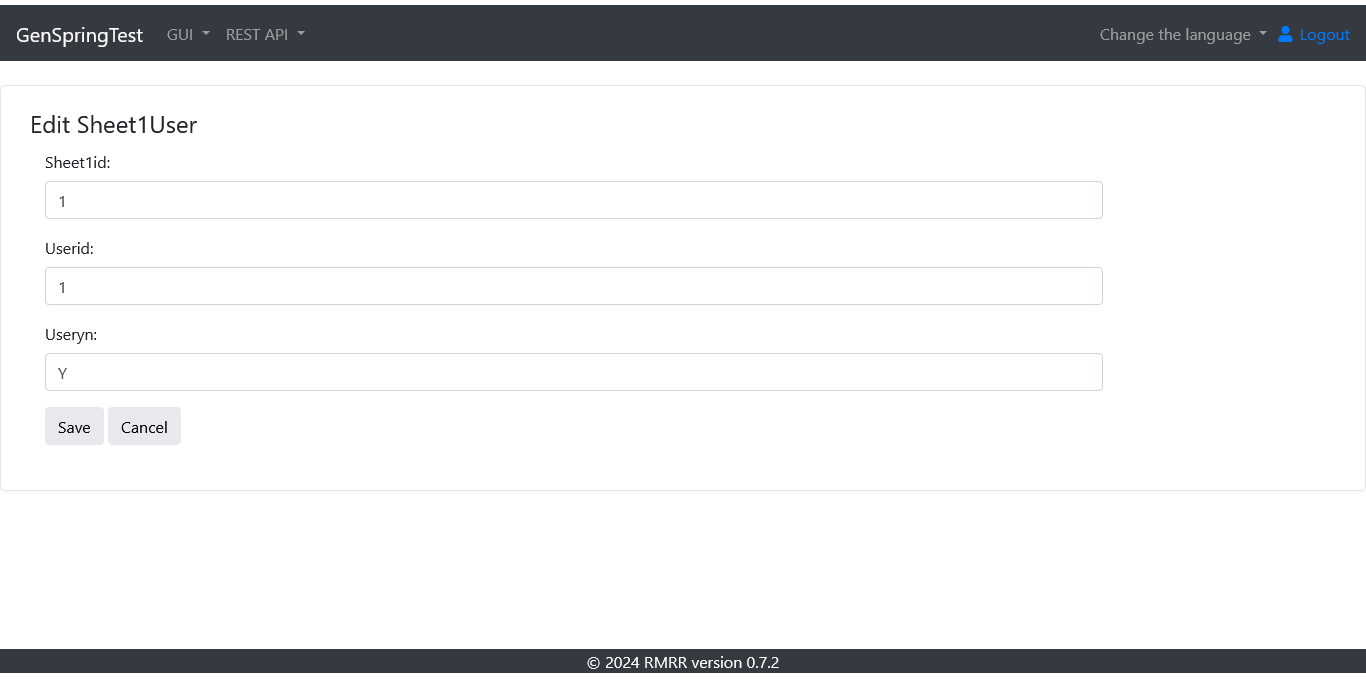 GenSpringTest GUI REST API Change the language Logout
Edit Sheet1User
Sheet1id:
1
Userid:
1
Useryn:
Y
Save Cancel
© 2024 RMRR version 0.7.2